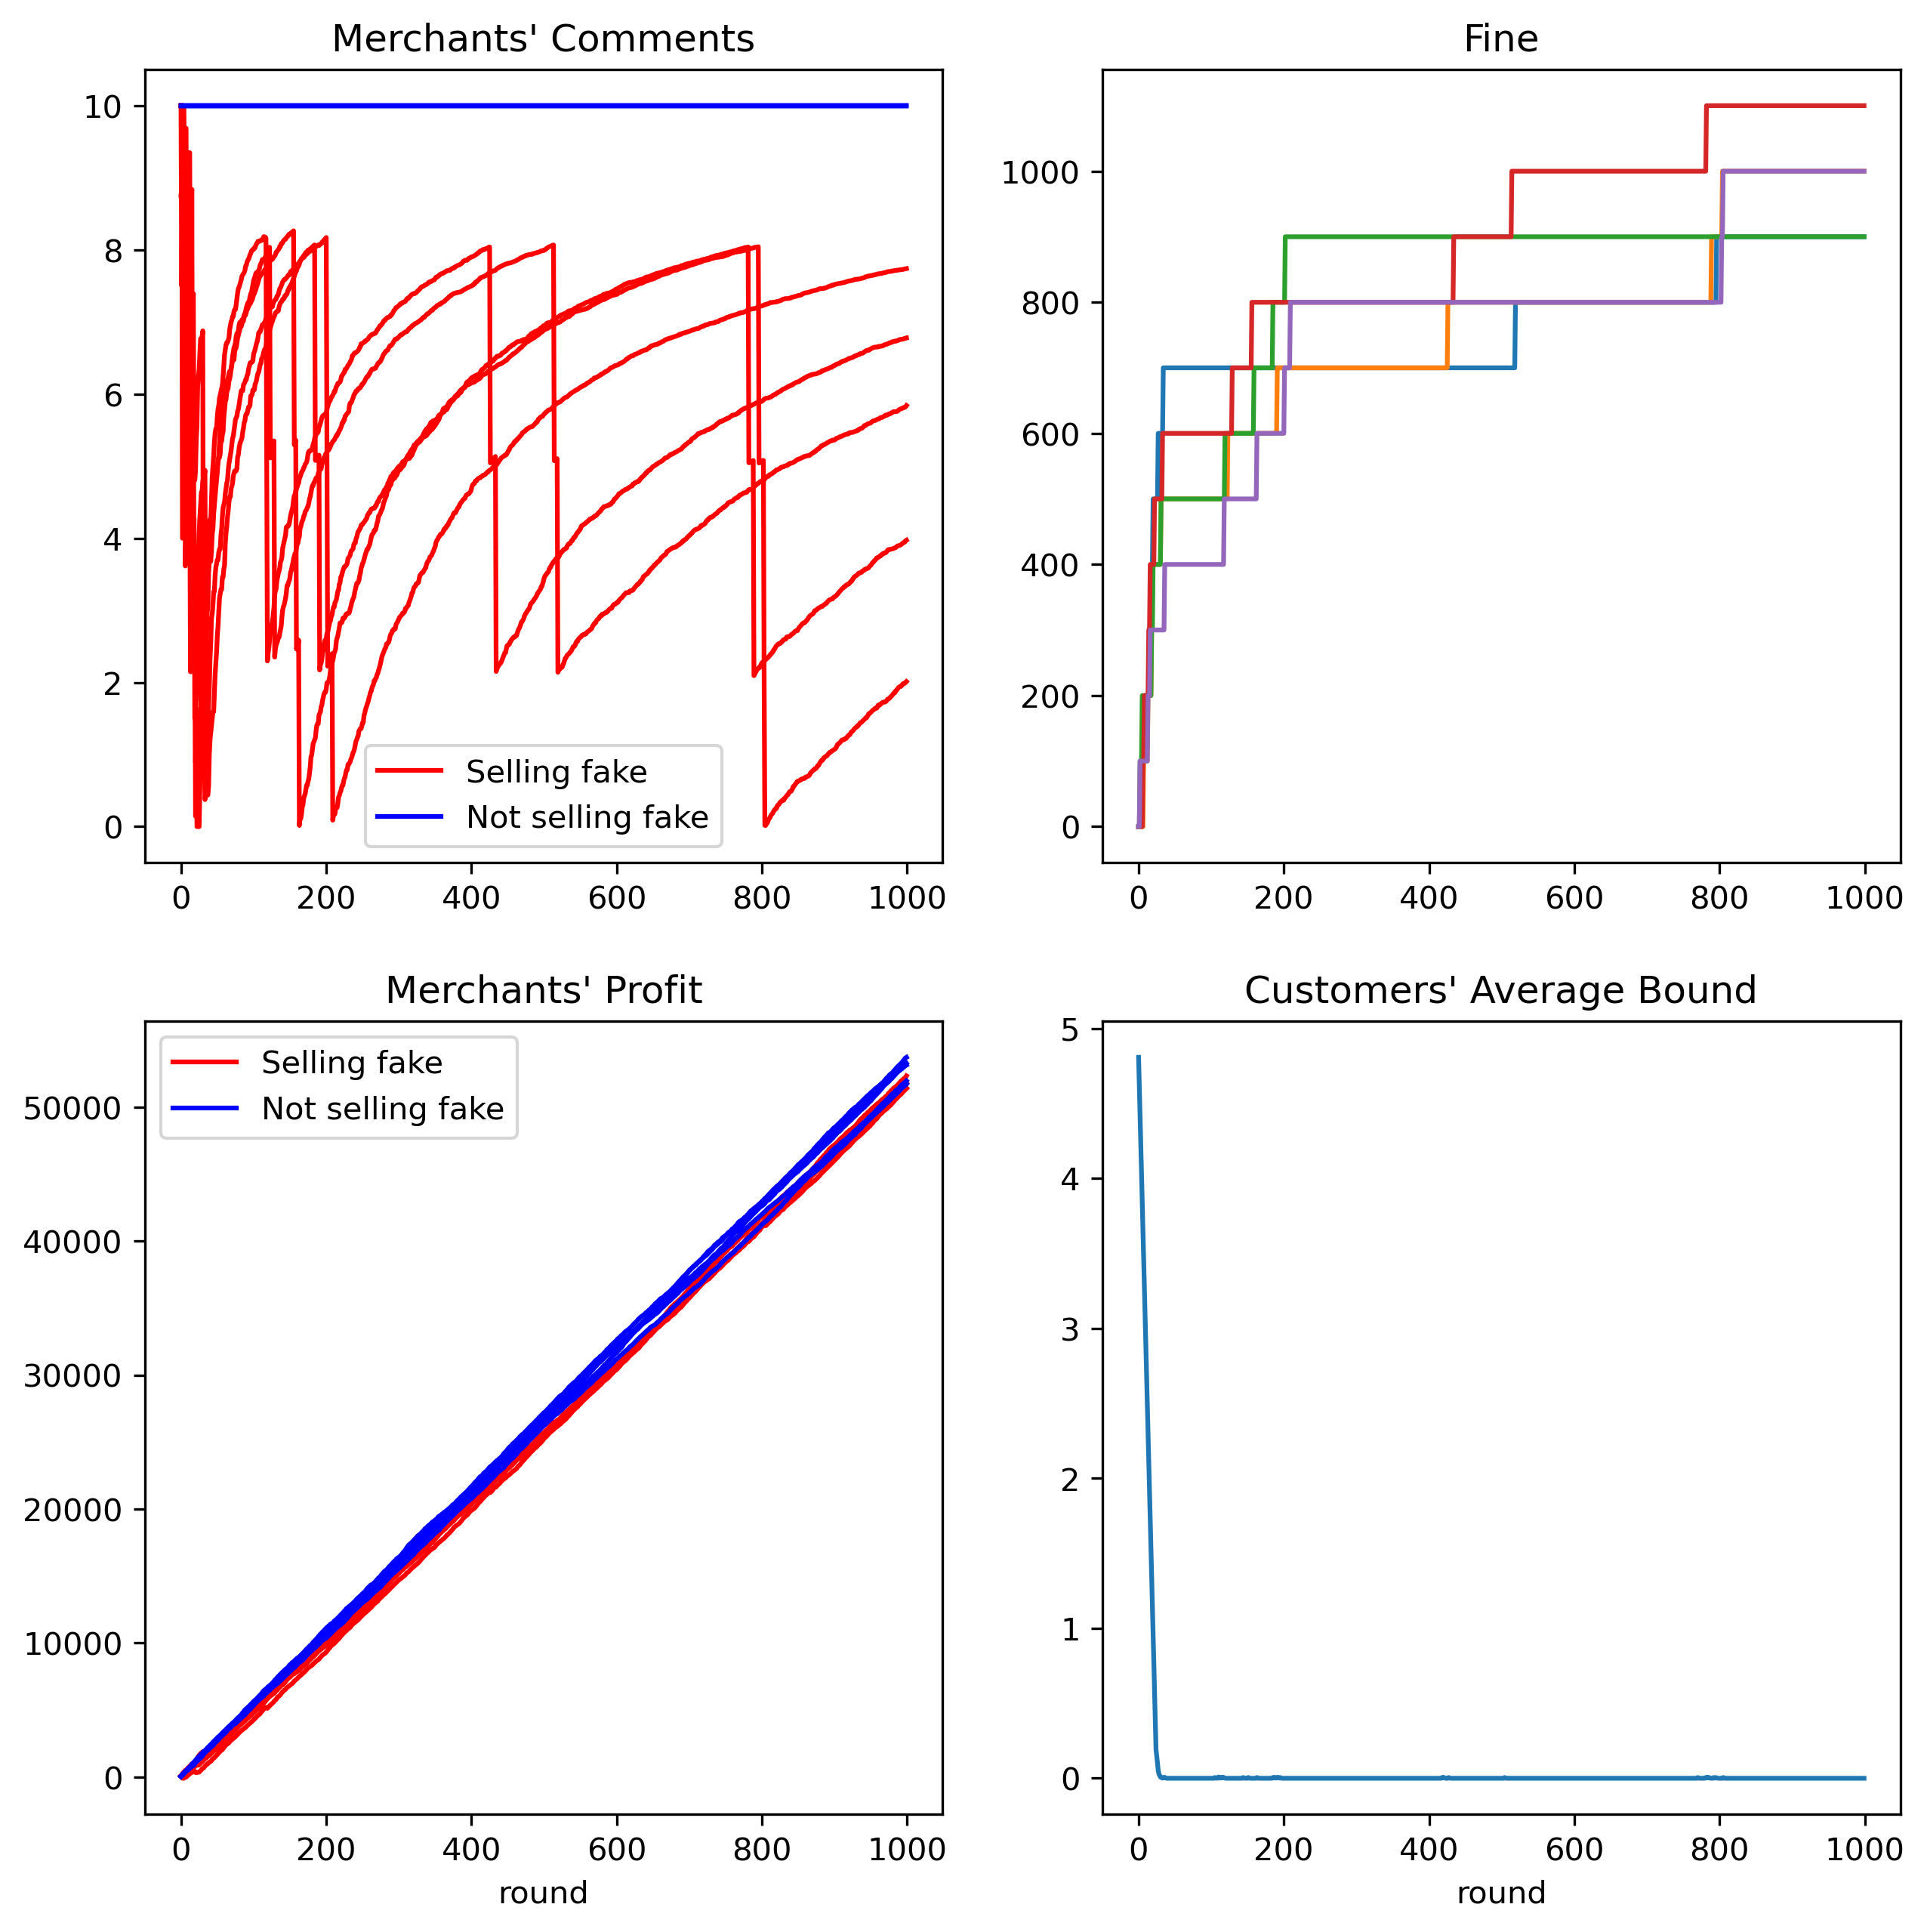 Merchants' Comments
10
8
6
4
2
0
Selling fake
Not selling fake
0 200 400 600 800 1000
Fine
1000
800
600
400
200
0
0 200 400 600 800 1000
Merchants' Profit
Selling fake
Not selling fake
50000
40000
30000
20000
10000
0
0 200 400 600 800 1000
round
Customers' Average Bound
5
4
3
2
1
0
0 200 400 600 800 1000
round